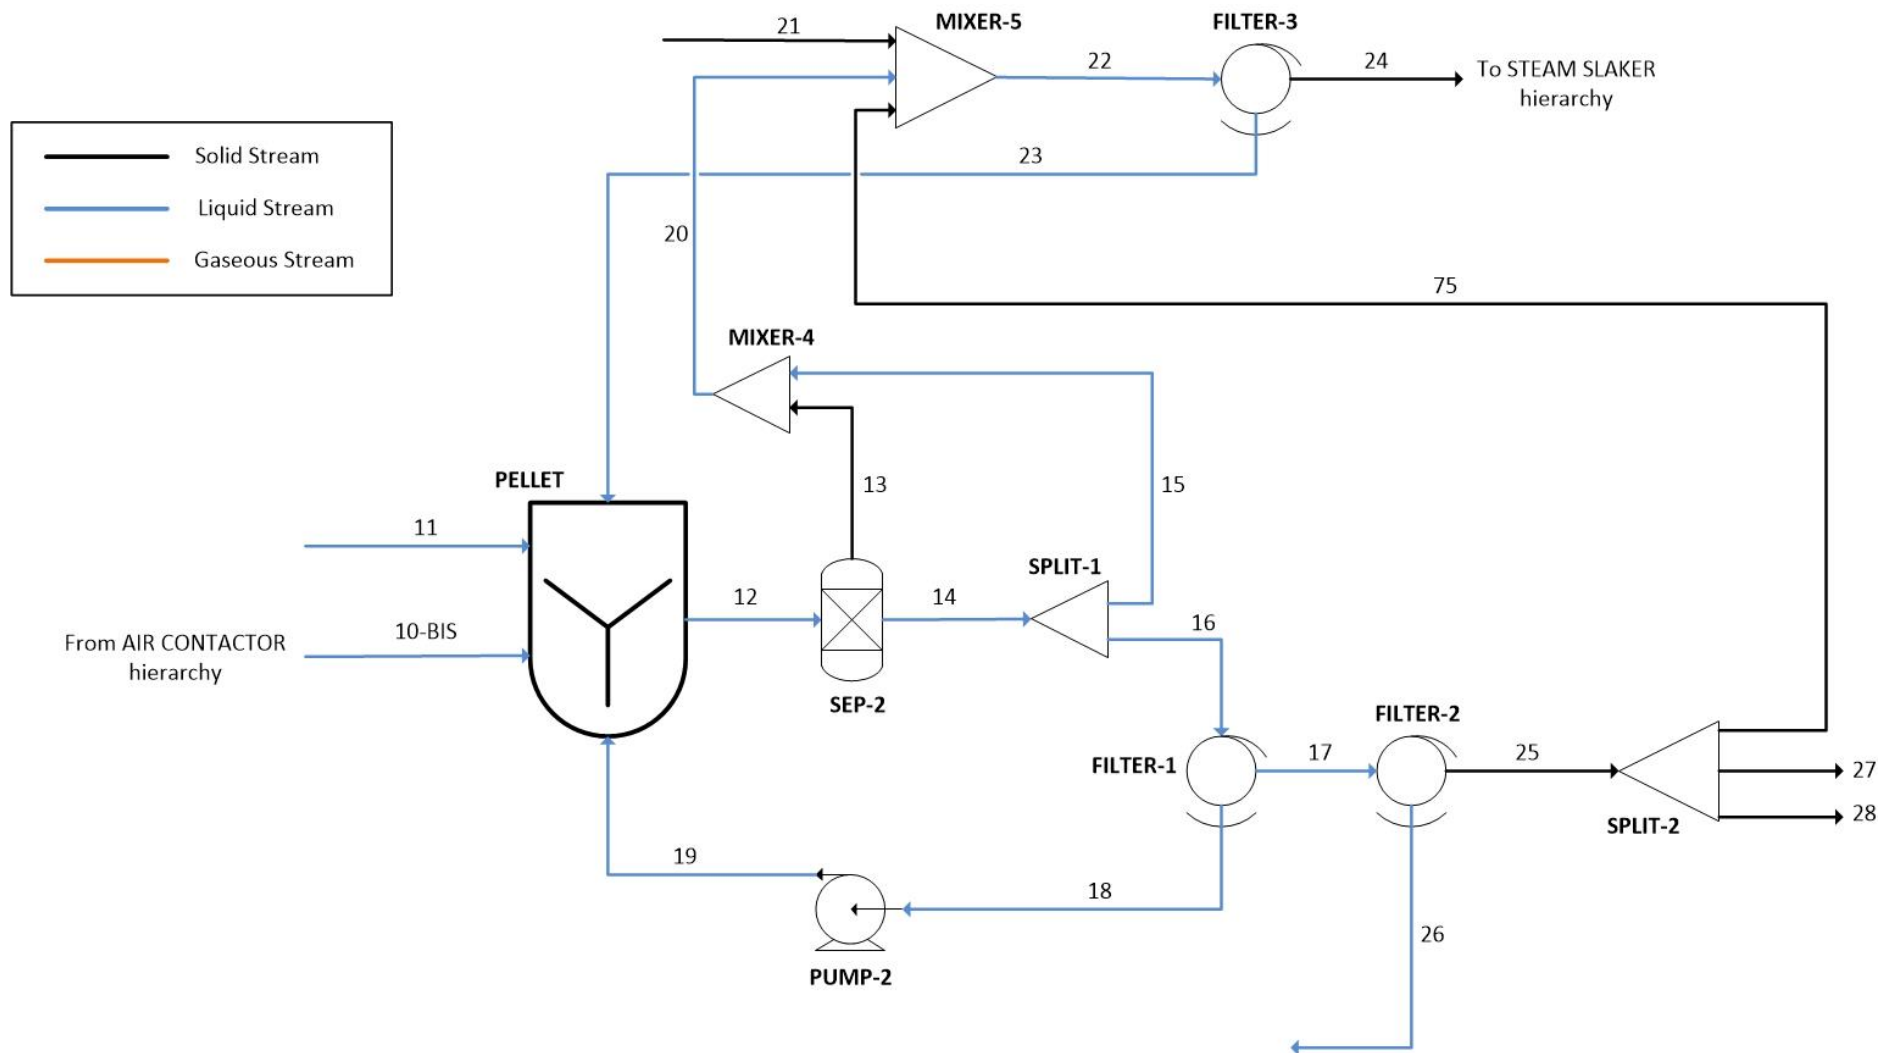 21
MIXER-5
FILTER-3
22
24
To STEAM SLAKER
hierarchy
Solid Stream
Liquid Stream
Gaseous Stream
23
20
75
MIXER-4
PELLET
13
15
11
SPLIT-1
12
14
16
10-BIS
From AIR CONTACTOR
hierarchy
SEP-2
FILTER-2
FILTER-1
17
25
27
28
SPLIT-2
19
18
26
PUMP-2